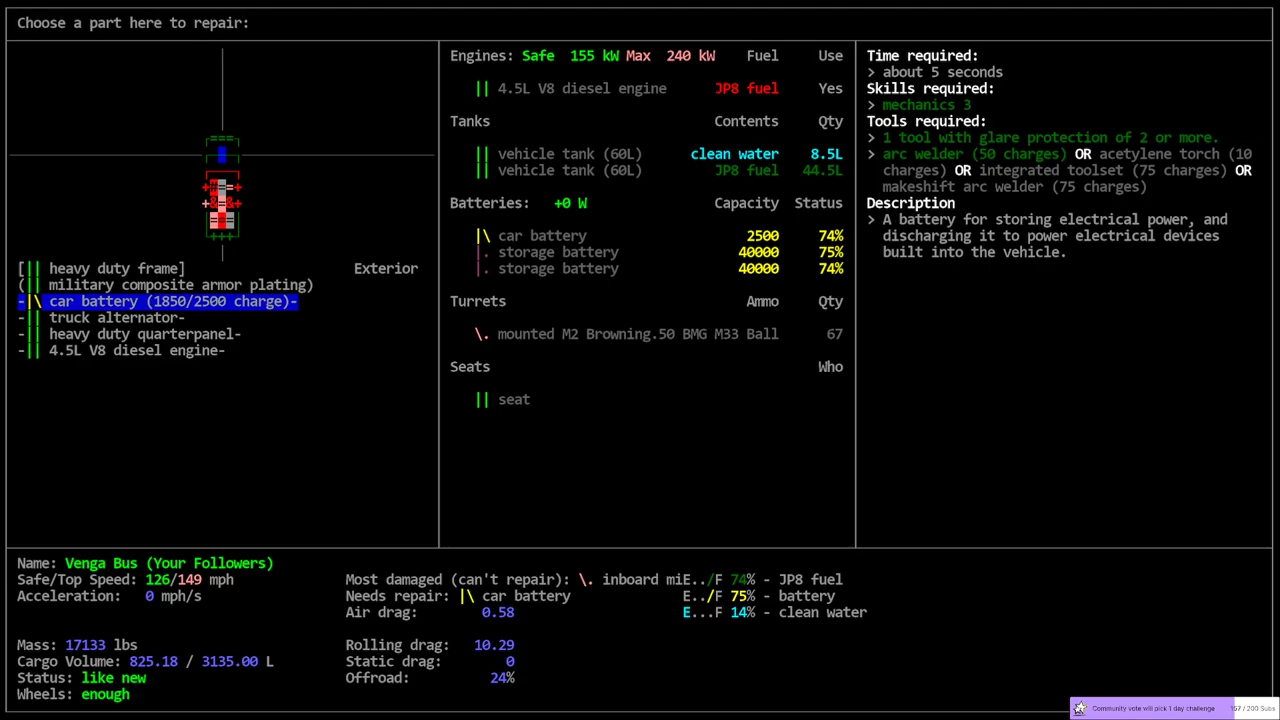 Choose a part here to repair:
[|| heavy duty frame] Exterior
(|| military composite armor plating)
-|\ car battery (1850/2500 charge)-
-|| truck alternator-
-|| heavy duty quarterpanel-
-|| 4.5L V8 diesel engine-
Engines: Safe 155 kW Max 240 kW Fuel Use
|| 4.5L V8 diesel engine JP8 fuel Yes
Tanks Contents Qty
|| vehicle tank (60L) clean water 8.5L
|| vehicle tank (60L) JP8 fuel 44.5L
Batteries: +0 W Capacity Status
|\ car battery 2500 74%
|. storage battery 40000 75%
|. storage battery 40000 74%
Turrets Ammo Qty
\. mounted M2 Browning.50 BMG M33 Ball 67
Seats Who
|| seat
Time required:
> about 5 seconds
Skills required:
> mechanics 3
Tools required:
> 1 tool with glare protection of 2 or more.
> arc welder (50 charges) OR acetylene torch (10
charges) OR integrated toolset (75 charges) OR
makeshift arc welder (75 charges)
Description
> A battery for storing electrical power, and
discharging it to power electrical devices
built into the vehicle.
Name: Venga Bus (Your Followers)
Safe/Top Speed: 126/149 mph Most damaged (can't repair): \. inboard miE../F 74% - JP8 fuel
Acceleration: 0 mph/s Needs repair: |\ car battery E../F 75% - battery
Air drag: 0.58 E...F 14% - clean water
Mass: 17133 lbs Rolling drag: 10.29
Cargo Volume: 825.18 / 3135.00 L Static drag: 0
Status: like new Offroad: 24%
Wheels: enough
Community vote will pick 1 day challenge 157 / 200 Subs